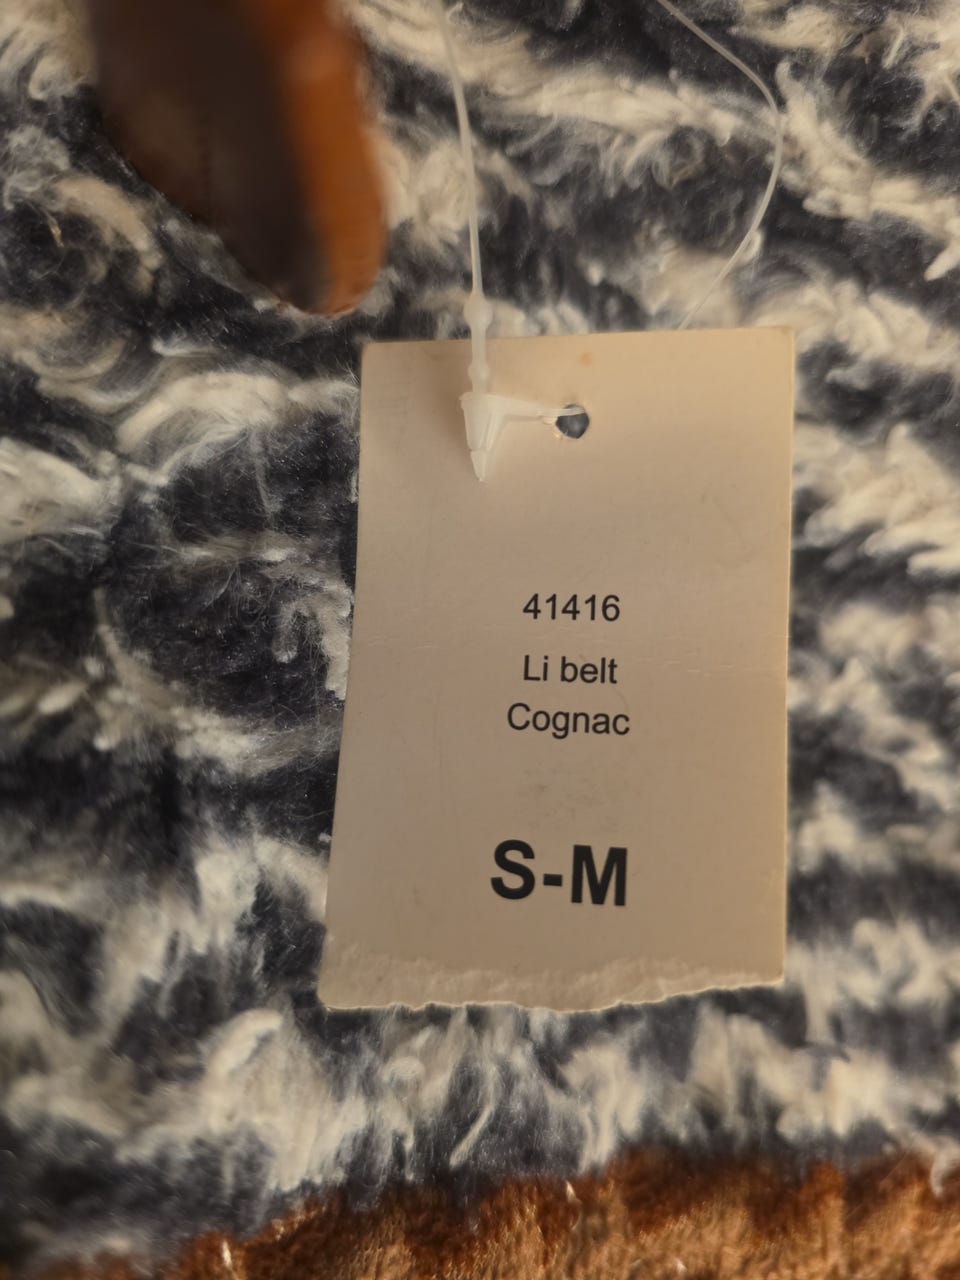 41416
Li belt
Cognac
S-M